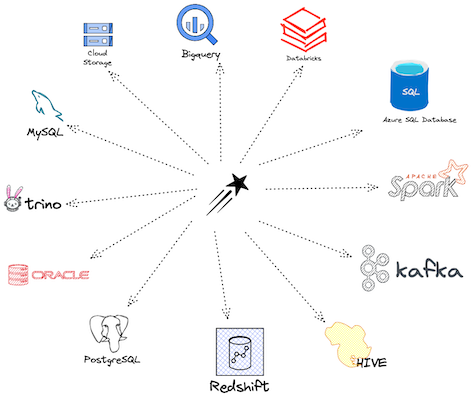 Cloud
Storage
Bigquery
Databricks
SQL
Azure SQL Database
MySQL
APACHE
Spark
trino
ORACLE
kafka
PostgreSQL
Redshift
HIVE